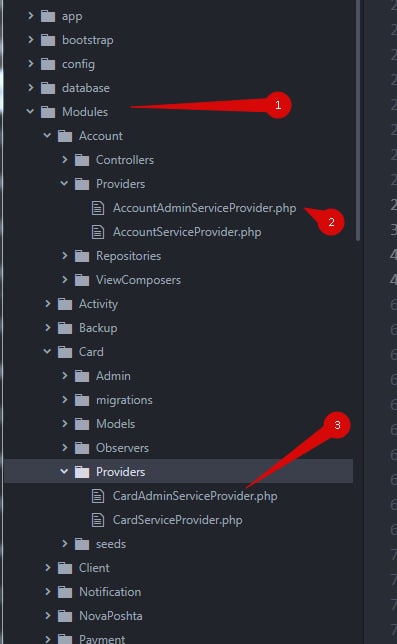 app
bootstrap
config
database
Modules
1
Account
Controllers
Providers
AccountAdminServiceProvider.php
2
AccountServiceProvider.php
Repositories
ViewComposers
Activity
Backup
Card
Admin
migrations
Models
3
Observers
Providers
CardAdminServiceProvider.php
CardServiceProvider.php
seeds
Client
Notification
NovaPoshta
Payment